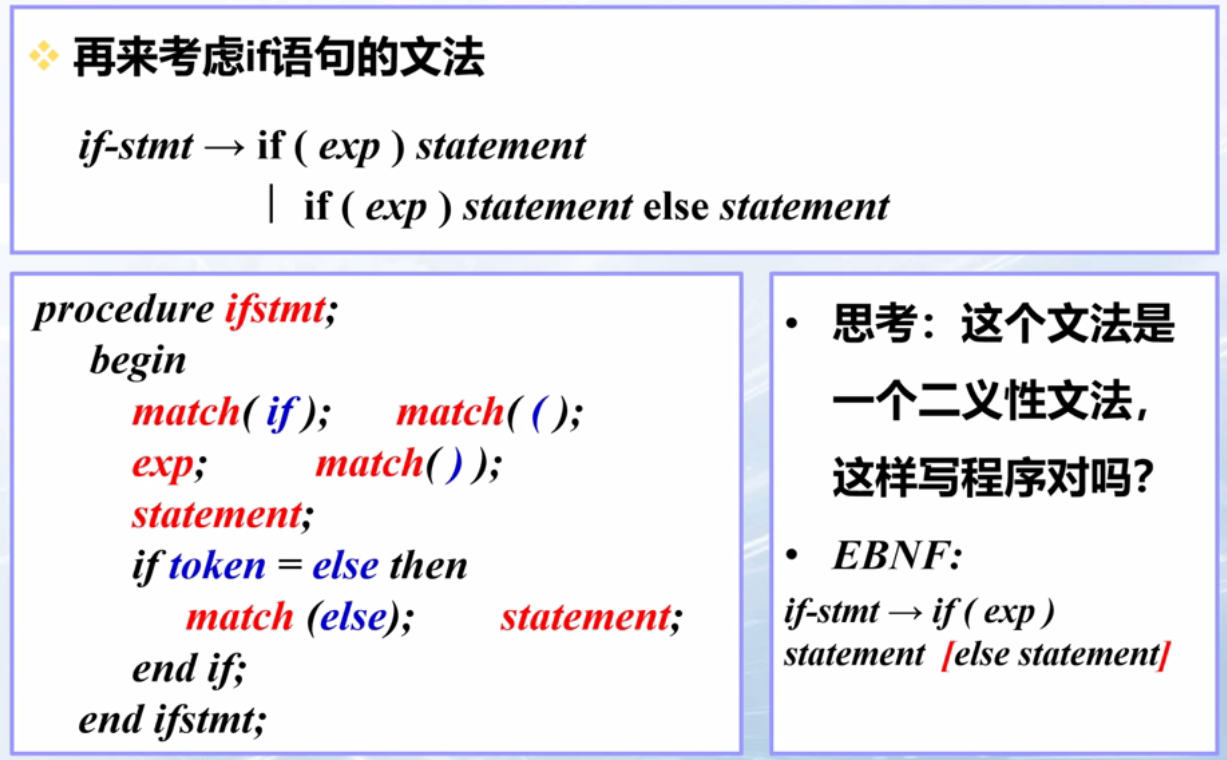 再来考虑if语句的文法
if-stmt → if ( exp ) statement
| if ( exp ) statement else statement
procedure ifstmt;
begin
match( if ); match( ( );
exp; match( ) );
statement;
if token = else then
match (else); statement;
end if;
end ifstmt;
• 思考：这个文法是
一个二义性文法，
这样写程序对吗？
• EBNF:
if-stmt → if ( exp )
statement [else statement]